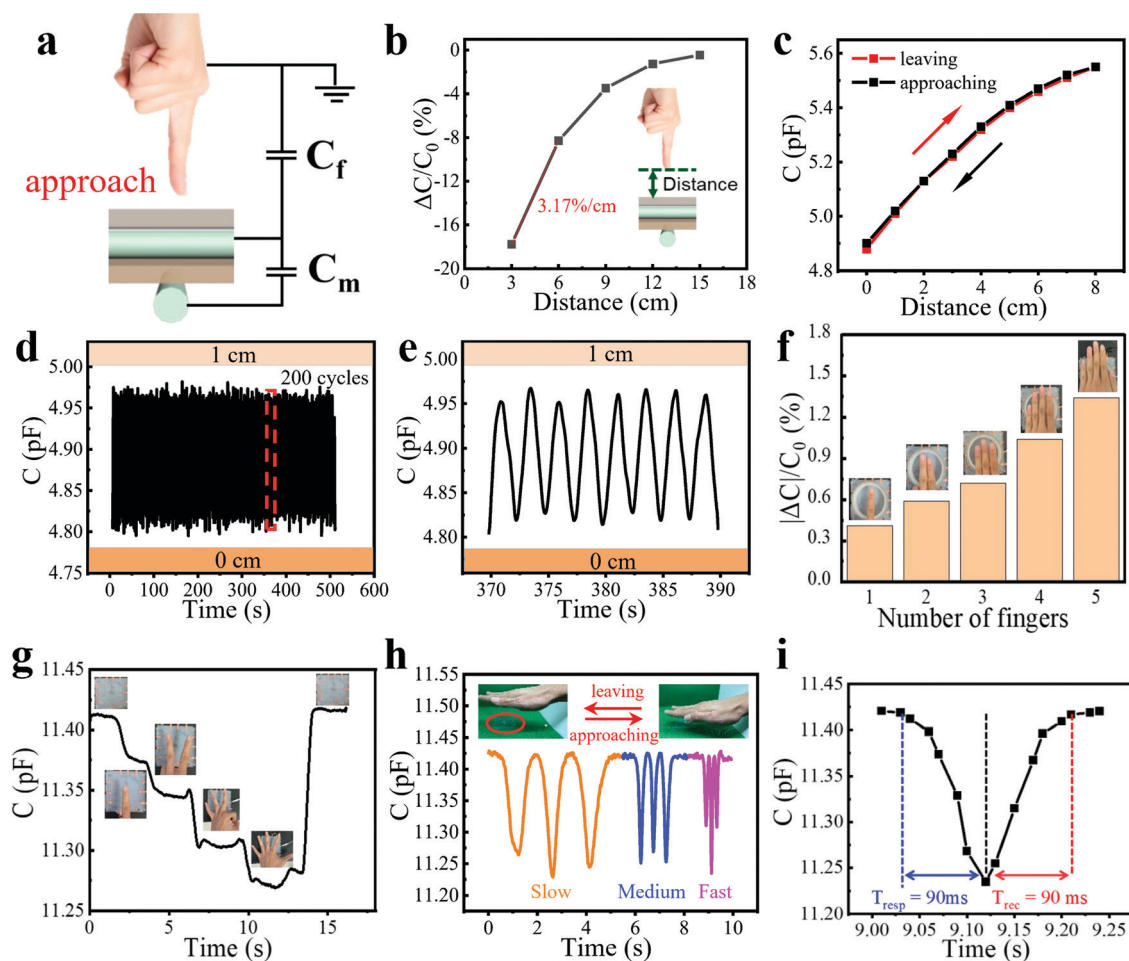 a
approach
C_f
C_m
b
ΔC/C_0 (%)
0
-4
-8
-12
-16
-20
3.17%/cm
Distance
0 3 6 9 12 15 18
Distance (cm)
c
C (pF)
5.6
5.4
5.2
5.0
4.8
leaving
approaching
0 2 4 6 8
Distance (cm)
d
C (pF)
5.00
4.95
4.90
4.85
4.80
4.75
1 cm
200 cycles
0 cm
0 100 200 300 400 500 600
Time (s)
e
C (pF)
5.00
4.95
4.90
4.85
4.80
1 cm
0 cm
370 375 380 385 390
Time (s)
f
|ΔC|/C_0 (%)
1.8
1.5
1.2
0.9
0.6
0.3
0.0
1 2 3 4 5
Number of fingers
g
C (pF)
11.45
11.40
11.35
11.30
11.25
0 5 10 15
Time (s)
h
C (pF)
11.55
11.50
11.45
11.40
11.35
11.30
11.25
11.20
leaving
approaching
Slow Medium Fast
0 2 4 6 8 10
Time (s)
i
C (pF)
11.45
11.40
11.35
11.30
11.25
11.20
T_resp = 90ms T_rec = 90 ms
9.00 9.05 9.10 9.15 9.20 9.25
Time (s)